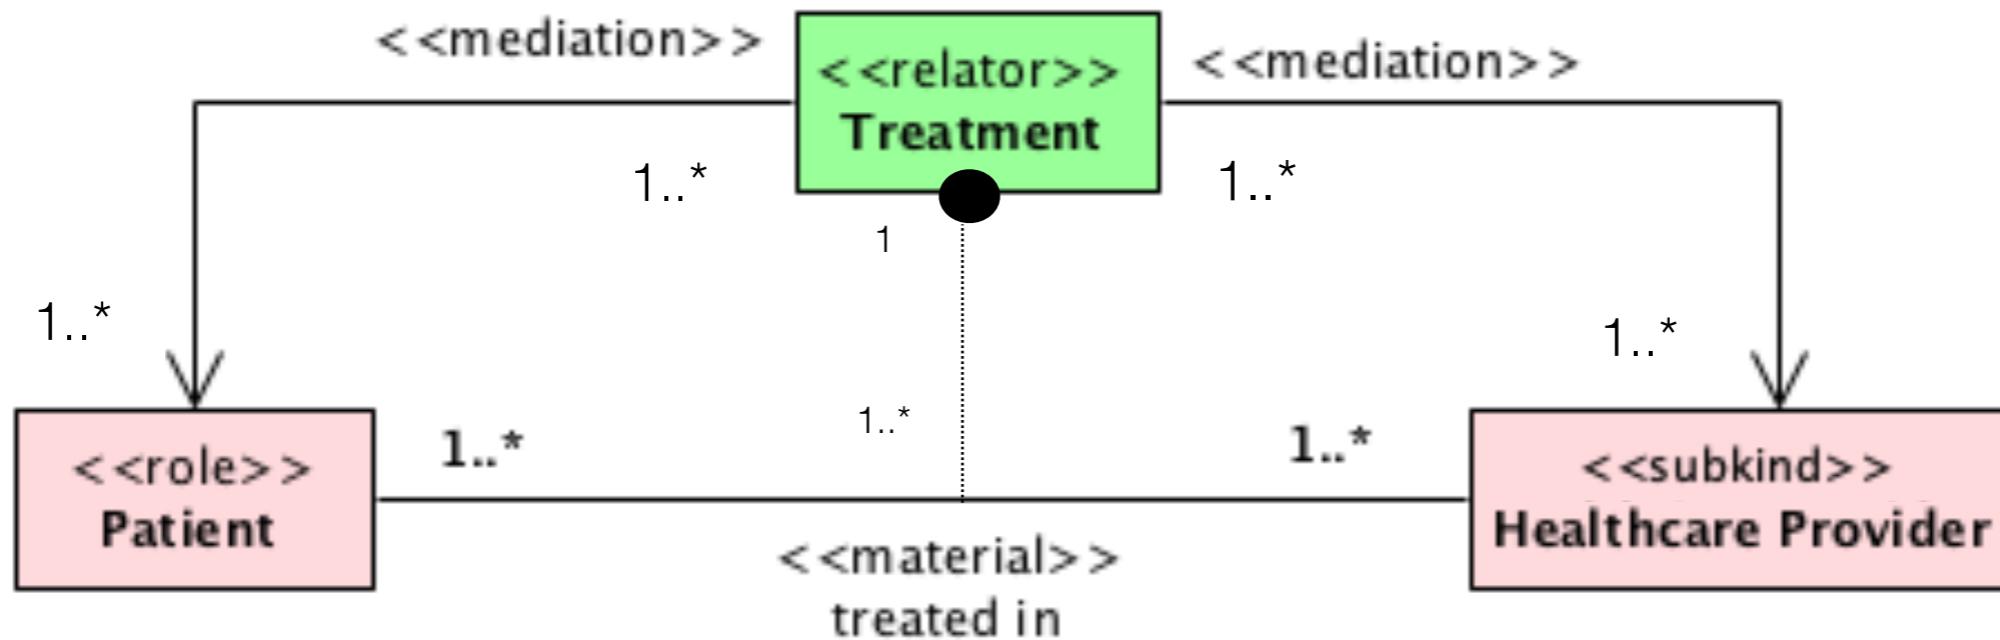 <<mediation>>
<<relator>>
Treatment
<<mediation>>
1..*
1..*
1
1..*
1..*
1..*
1..*
1..*
<<role>>
Patient
<<subkind>>
Healthcare Provider
<<material>>
treated in